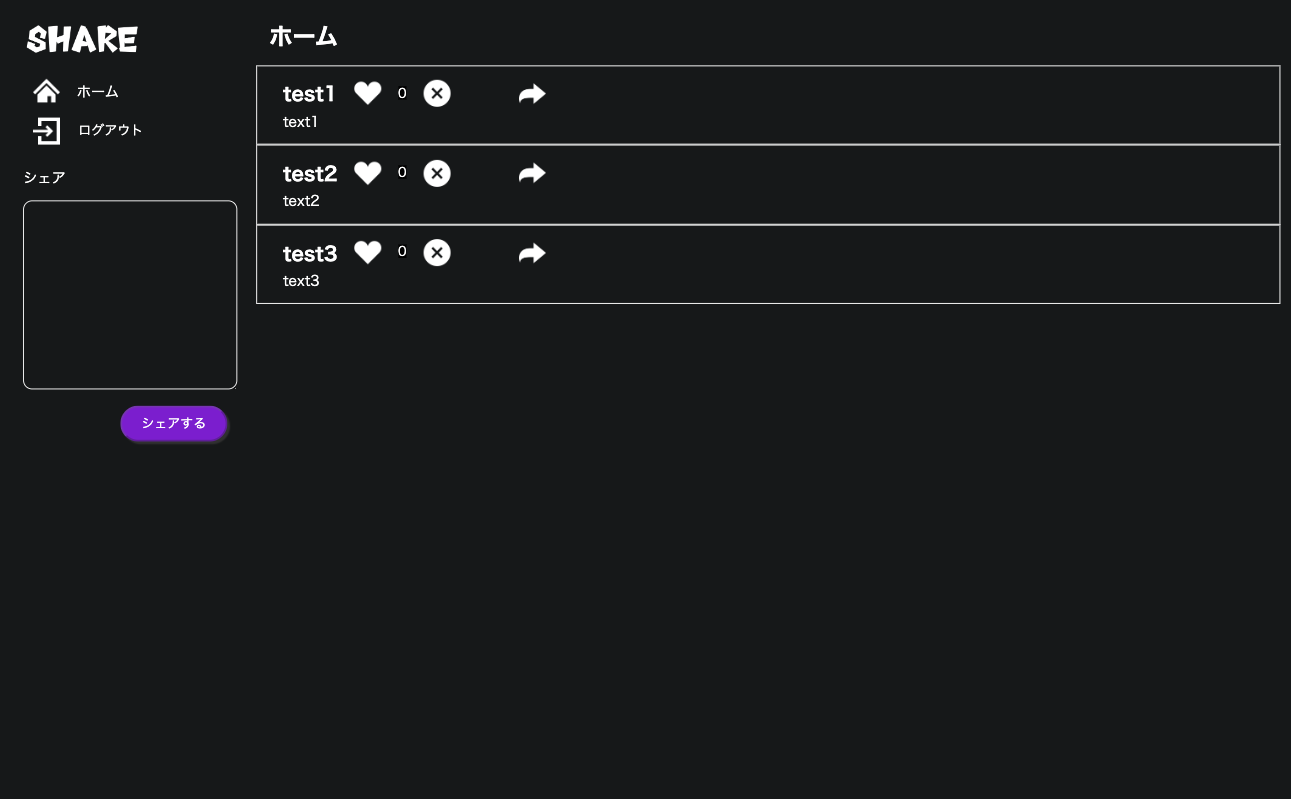 SHARE
ホーム
ログアウト
シェア
シェアする
ホーム
test1 0
text1
test2 0
text2
test3 0
text3